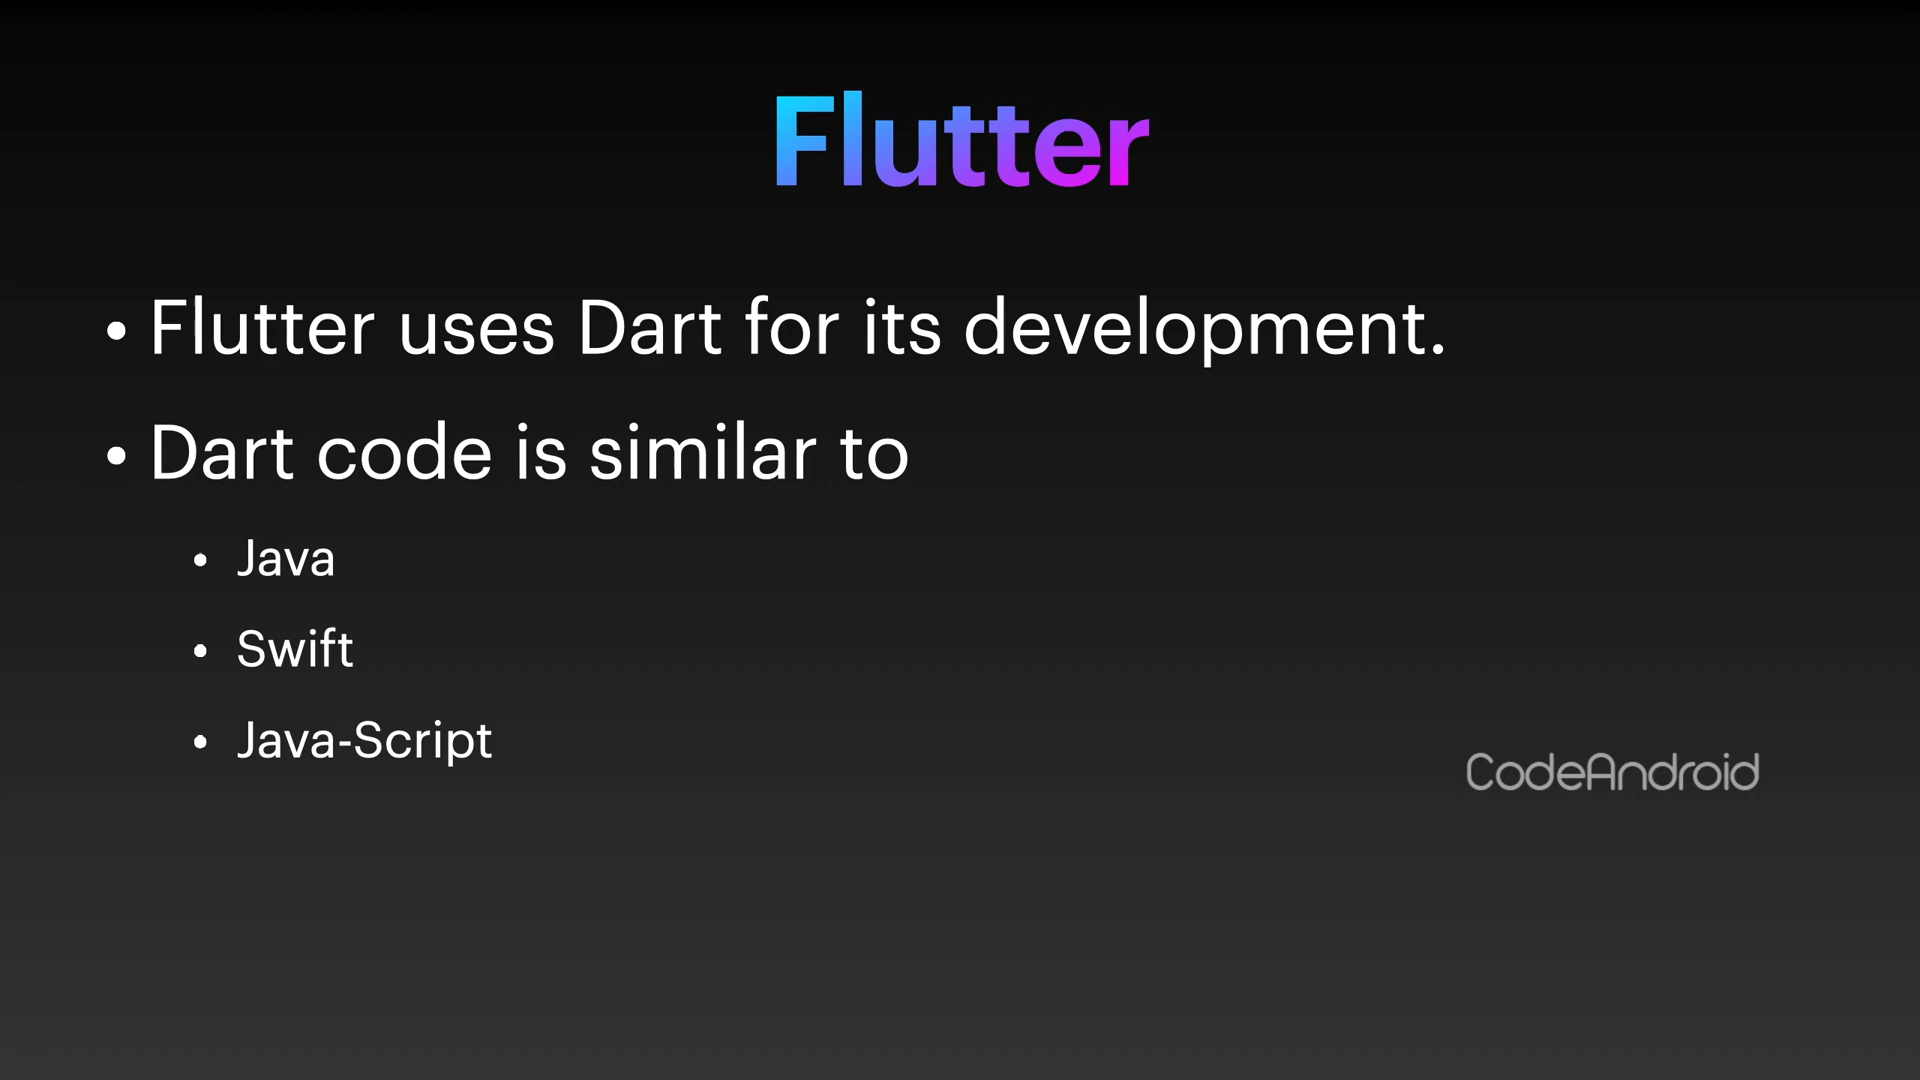 Flutter
• Flutter uses Dart for its development.
• Dart code is similar to
• Java
• Swift
• Java-Script
CodeAndroid